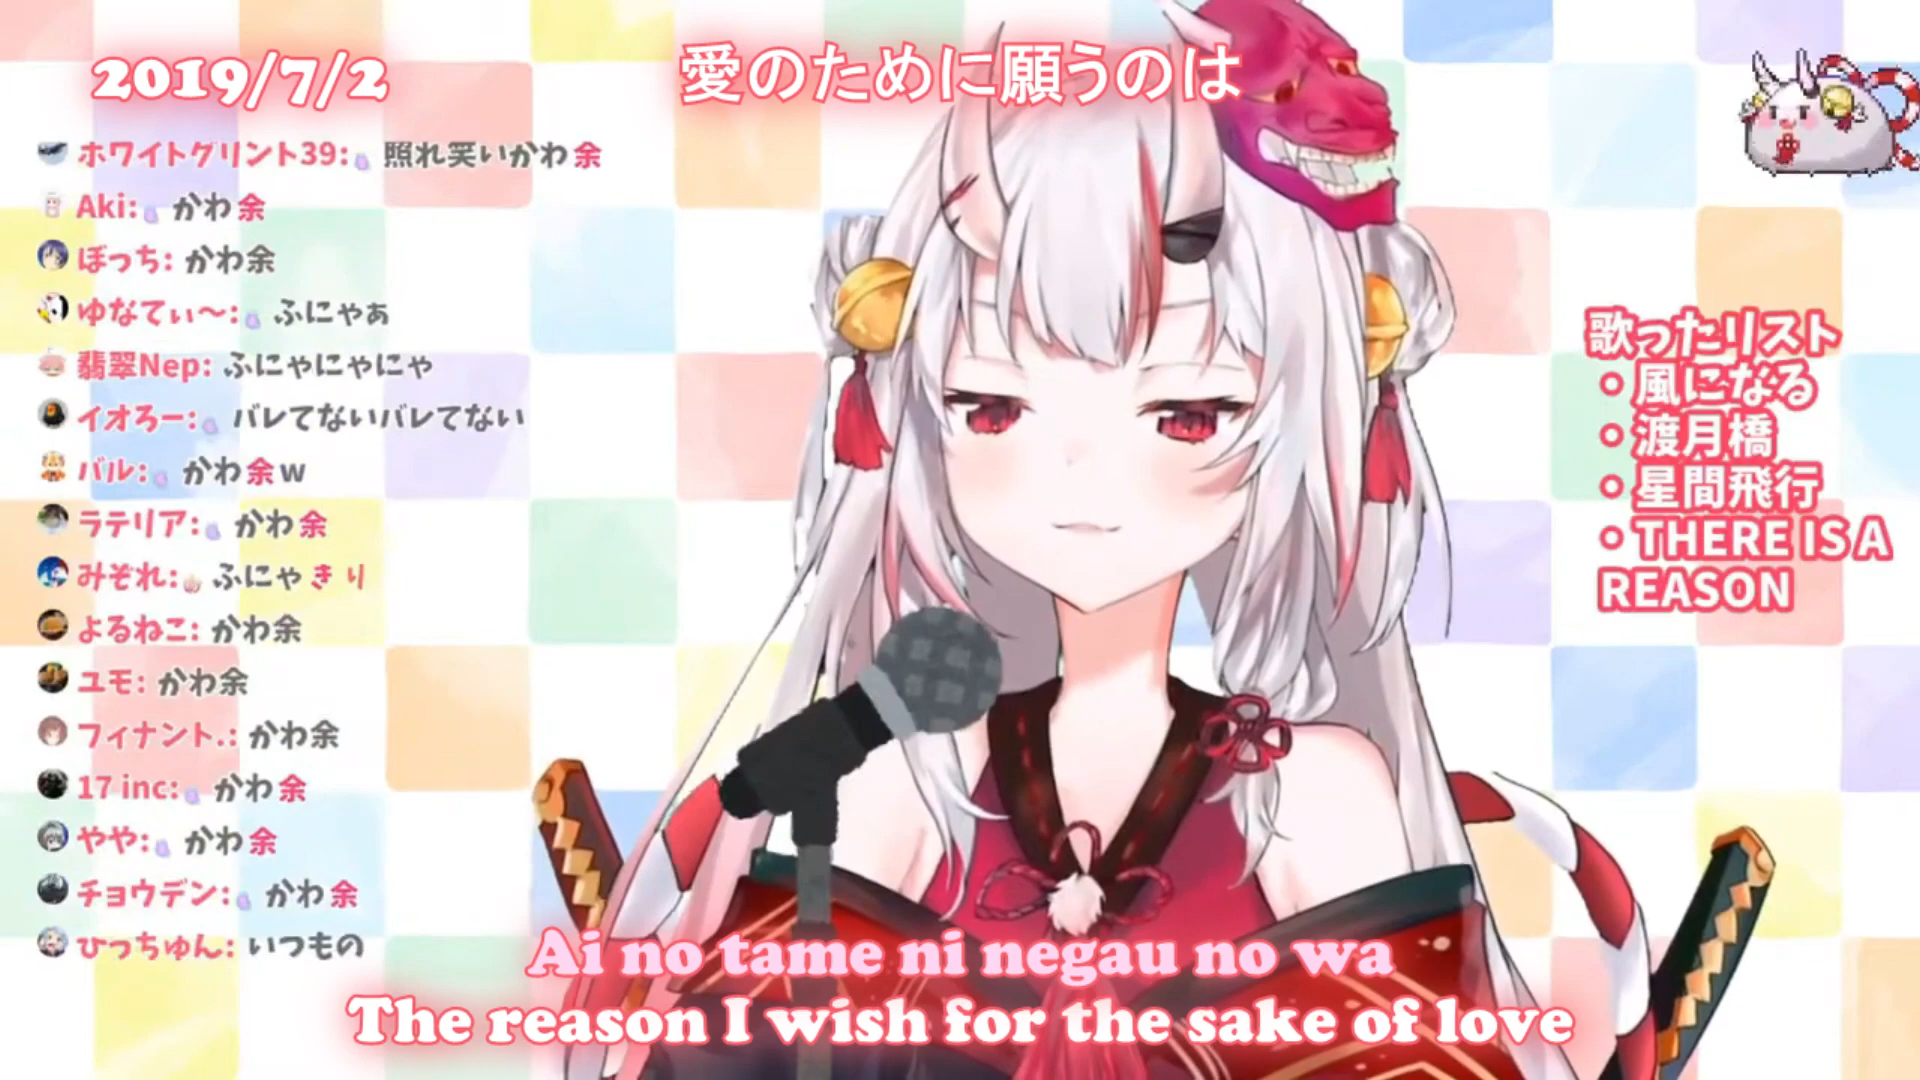 2019/7/2
愛のために願うのは
ホワイトグリント39: 照れ笑いかわ余
Aki: かわ余
ぼっち: かわ余
ゆなてぃ～: ふにゃぁ
翡翠Nep: ふにゃにゃにゃ
イオろー: バレてないバレてない
バル: かわ余w
ラテリア: かわ余
みぞれ: ふにゃきり
よるねこ: かわ余
ユモ: かわ余
フィナント.: かわ余
17 inc: かわ余
やや: かわ余
チョウデン: かわ余
ひっちゅん: いつもの
歌ったリスト
・風になる
・渡月橋
・星間飛行
・THERE IS A
REASON
Ai no tame ni negau no wa
The reason I wish for the sake of love